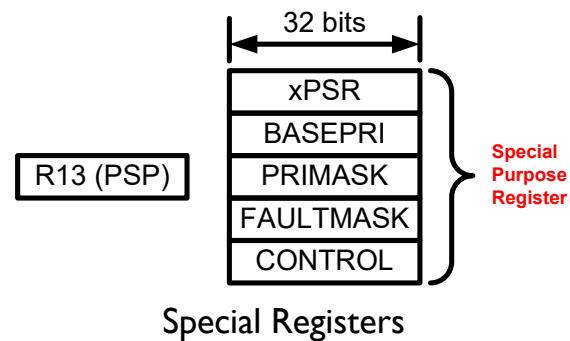 32 bits
xPSR
BASEPRI
R13 (PSP)
PRIMASK
FAULTMASK
CONTROL
Special
Purpose
Register
Special Registers